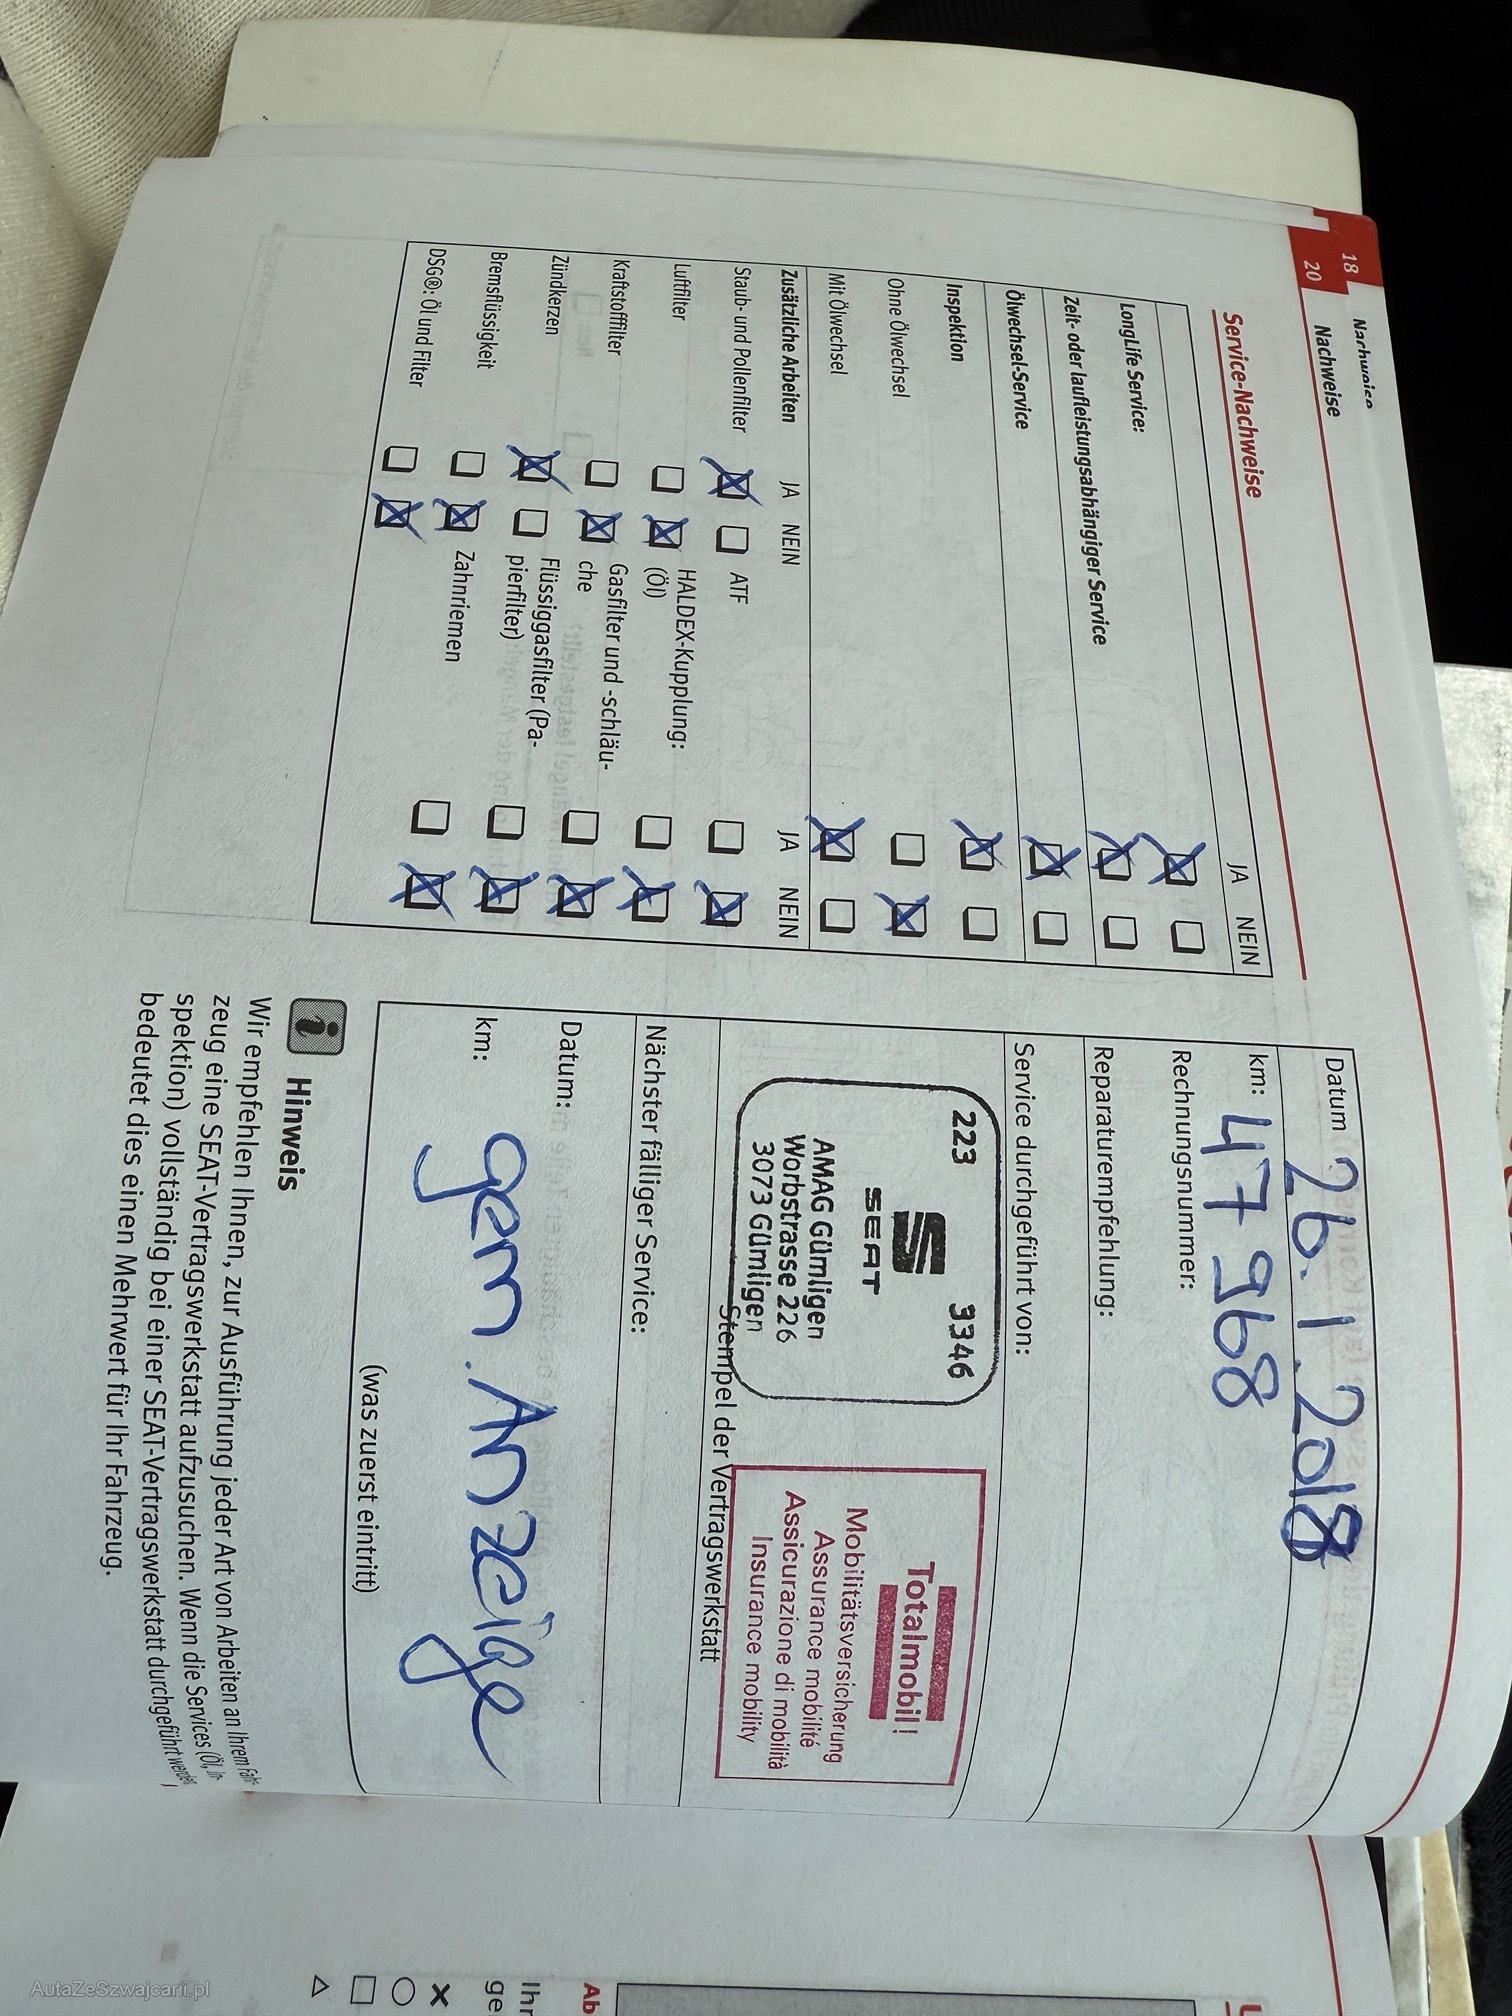 18 Nachweise
20 Nachweise
Service-Nachweise
JA NEIN
LongLife Service:
Zeit- oder laufleistungsabhängiger Service
Ölwechsel-Service
Inspektion
Ohne Ölwechsel
Mit Ölwechsel
Zusätzliche Arbeiten JA NEIN JA NEIN
Staub- und Pollenfilter ATF
Luftfilter HALDEX-Kupplung:
(Öl)
Kraftstofffilter Gasfilter und -schläu-
che
Zündkerzen Flüssiggasfilter (Pa-
pierfilter)
Bremsflüssigkeit Zahnriemen
DSG®: Öl und Filter
Datum 26.1.2018
km: 47968
Rechnungsnummer:
Reparaturempfehlung:
Service durchgeführt von:
223 3346
SEAT
AMAG Gümligen
Worbstrasse 226
3073 Gümligen
Totalmobil!
Mobilitätsversicherung
Assurance mobilité
Assicurazione di mobilità
Insurance mobility
Stempel der Vertragswerkstatt
Nächster fälliger Service:
Datum:
km: gem. Anzeige
(was zuerst eintritt)
Hinweis
Wir empfehlen Ihnen, zur Ausführung jeder Art von Arbeiten an Ihrem Fahr-
zeug eine SEAT-Vertragswerkstatt aufzusuchen. Wenn die Services (Öl, In-
spektion) vollständig bei einer SEAT-Vertragswerkstatt durchgeführt werden,
bedeutet dies einen Mehrwert für Ihr Fahrzeug.
Ab
Ihr
ge
AutaZeSzwajcarii.pl